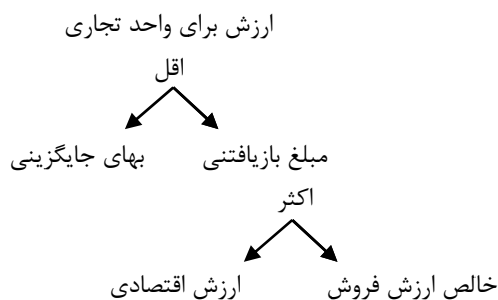 ارزش برای واحد تجاری
اقل
مبلغ بازیافتنی بهای جایگزینی
اکثر
خالص ارزش فروش ارزش اقتصادی